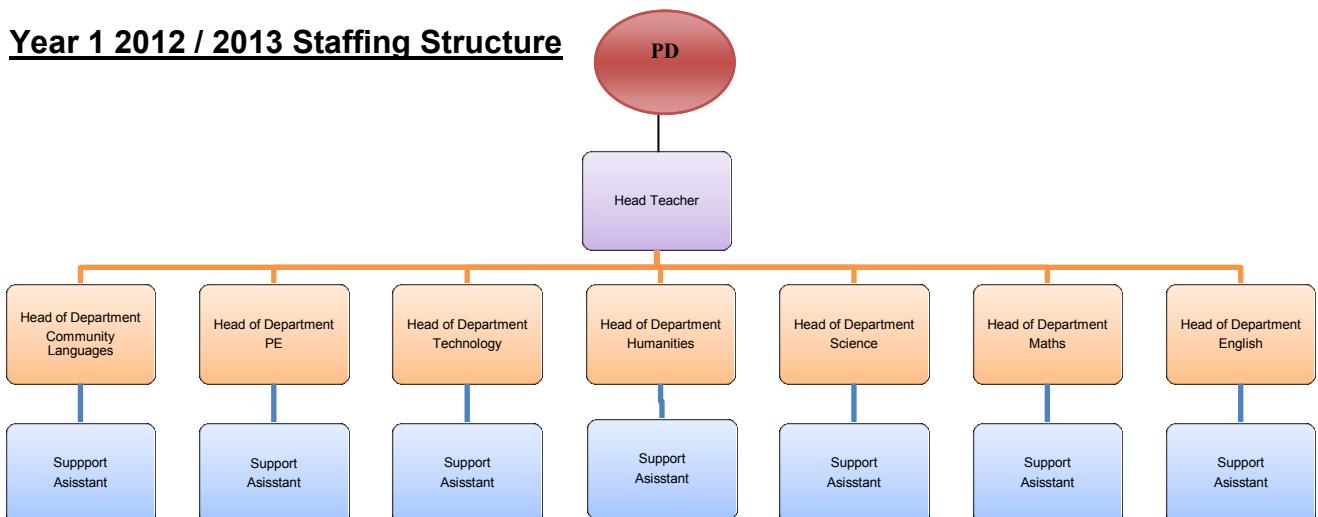 Year 1 2012 / 2013 Staffing Structure
PD
Head Teacher
Head of Department
Community
Languages
Head of Department
PE
Head of Department
Technology
Head of Department
Humanities
Head of Department
Science
Head of Department
Maths
Head of Department
English
Suppport
Asisstant
Support
Asisstant
Support
Asisstant
Support
Asisstant
Support
Asisstant
Support
Asisstant
Support
Asisstant